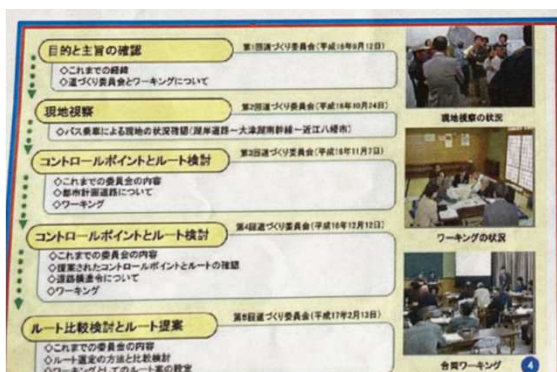 目的と主旨の確認
第1回道づくり委員会(平成16年9月12日)
◇これまでの経緯
◇道づくり委員会とワーキングについて
現地視察
第2回道づくり委員会(平成16年10月24日)
◇バス乗車による現地の状況確認(湖岸道路~大津湖南幹線~近江八幡市)
コントロールポイントとルート検討
第3回道づくり委員会(平成16年11月7日)
◇これまでの委員会の内容
◇都市計画道路について
◇ワーキング
コントロールポイントとルート検討
第4回道づくり委員会(平成16年12月12日)
◇これまでの委員会の内容
◇提案されたコントロールポイントとルートの確認
◇道路構造令について
◇ワーキング
ルート比較検討とルート提案
第5回道づくり委員会(平成17年2月13日)
◇これまでの委員会の内容
◇ルート選定の方法と比較検討
◇ワーキングとしてのルート案の設定
現地視察の状況
ワーキングの状況
合同ワーキング
4